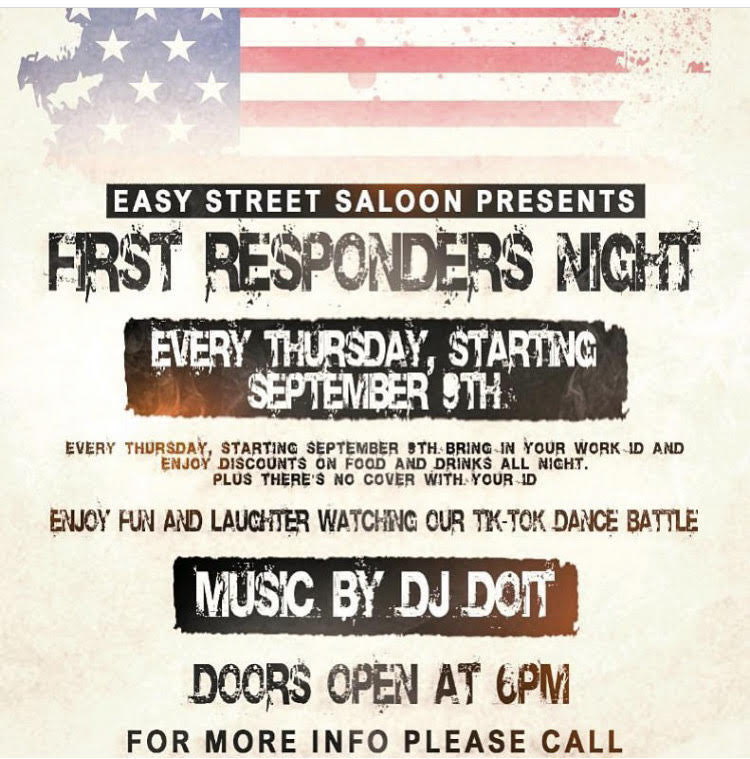 EASY STREET SALOON PRESENTS
FIRST RESPONDERS NIGHT
EVERY THURSDAY, STARTING
SEPTEMBER 9TH
EVERY THURSDAY, STARTING SEPTEMBER 9TH. BRING IN YOUR WORK ID AND
ENJOY DISCOUNTS ON FOOD AND DRINKS ALL NIGHT.
PLUS THERE'S NO COVER WITH YOUR ID
ENJOY FUN AND LAUGHTER WATCHING OUR TIK-TOK DANCE BATTLE
MUSIC BY DJ DOIT
DOORS OPEN AT 6PM
FOR MORE INFO PLEASE CALL